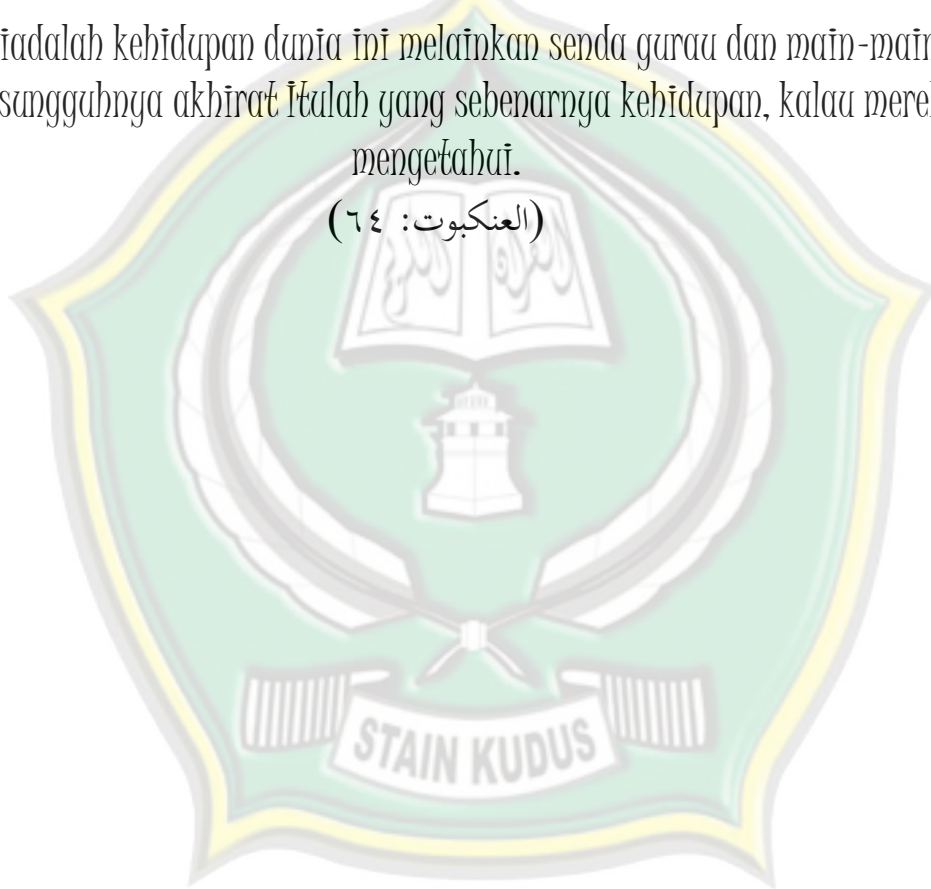 iadalah kehidupan dunia ini melainkan senda gurau dan main-main
sungguhnya akhirat Itulah yang sebenarnya kehidupan, kalau merek
mengetahui.
(العنكبوت: ٦٤)
STAIN KUDUS